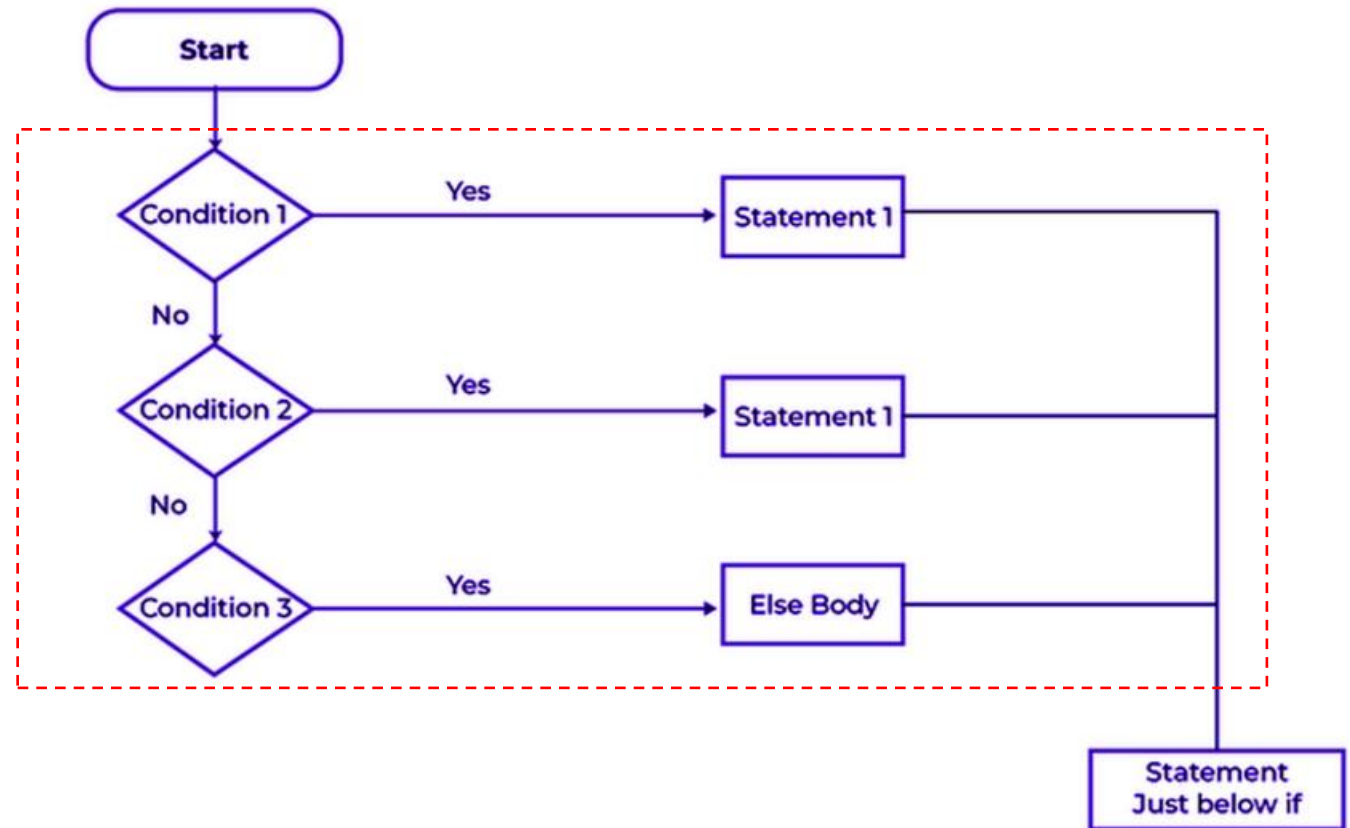 Start
Condition 1
Yes
Statement 1
No
Condition 2
Yes
Statement 1
No
Condition 3
Yes
Else Body
Statement
Just below if